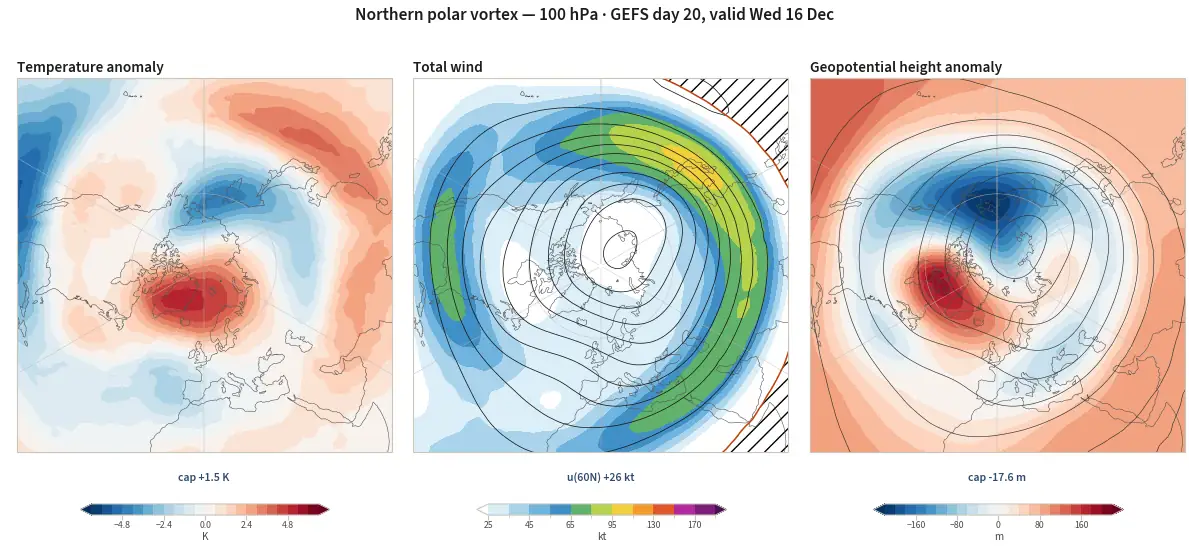 Northern polar vortex — 100 hPa · GEFS day 20, valid Wed 16 Dec
Temperature anomaly
Total wind
Geopotential height anomaly
cap +1.5 K
u(60N) +26 kt
cap -17.6 m
−4.8 −2.4 0.0 2.4 4.8
K
25 45 65 95 130 170
kt
−160 −80 0 80 160
m